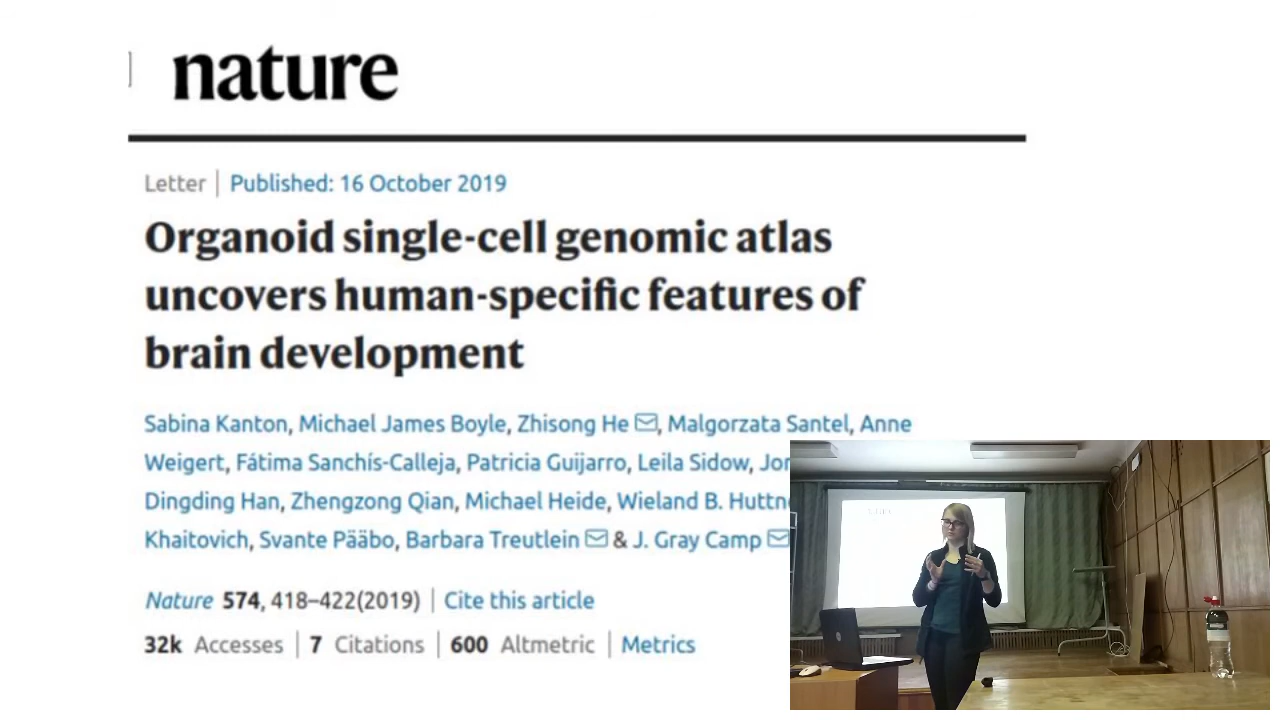 nature
Letter | Published: 16 October 2019
Organoid single-cell genomic atlas
uncovers human-specific features of
brain development
Sabina Kanton, Michael James Boyle, Zhisong He, Malgorzata Santel, Anne
Weigert, Fátima Sanchís-Calleja, Patricia Guijarro, Leila Sidow,
Dingding Han, Zhengzong Qian, Michael Heide, Wieland B.
Khaitovich, Svante Pääbo, Barbara Treutlein & J. Gray Camp
Nature 574, 418–422(2019) | Cite this article
32k Accesses | 7 Citations | 600 Altmetric | Metrics